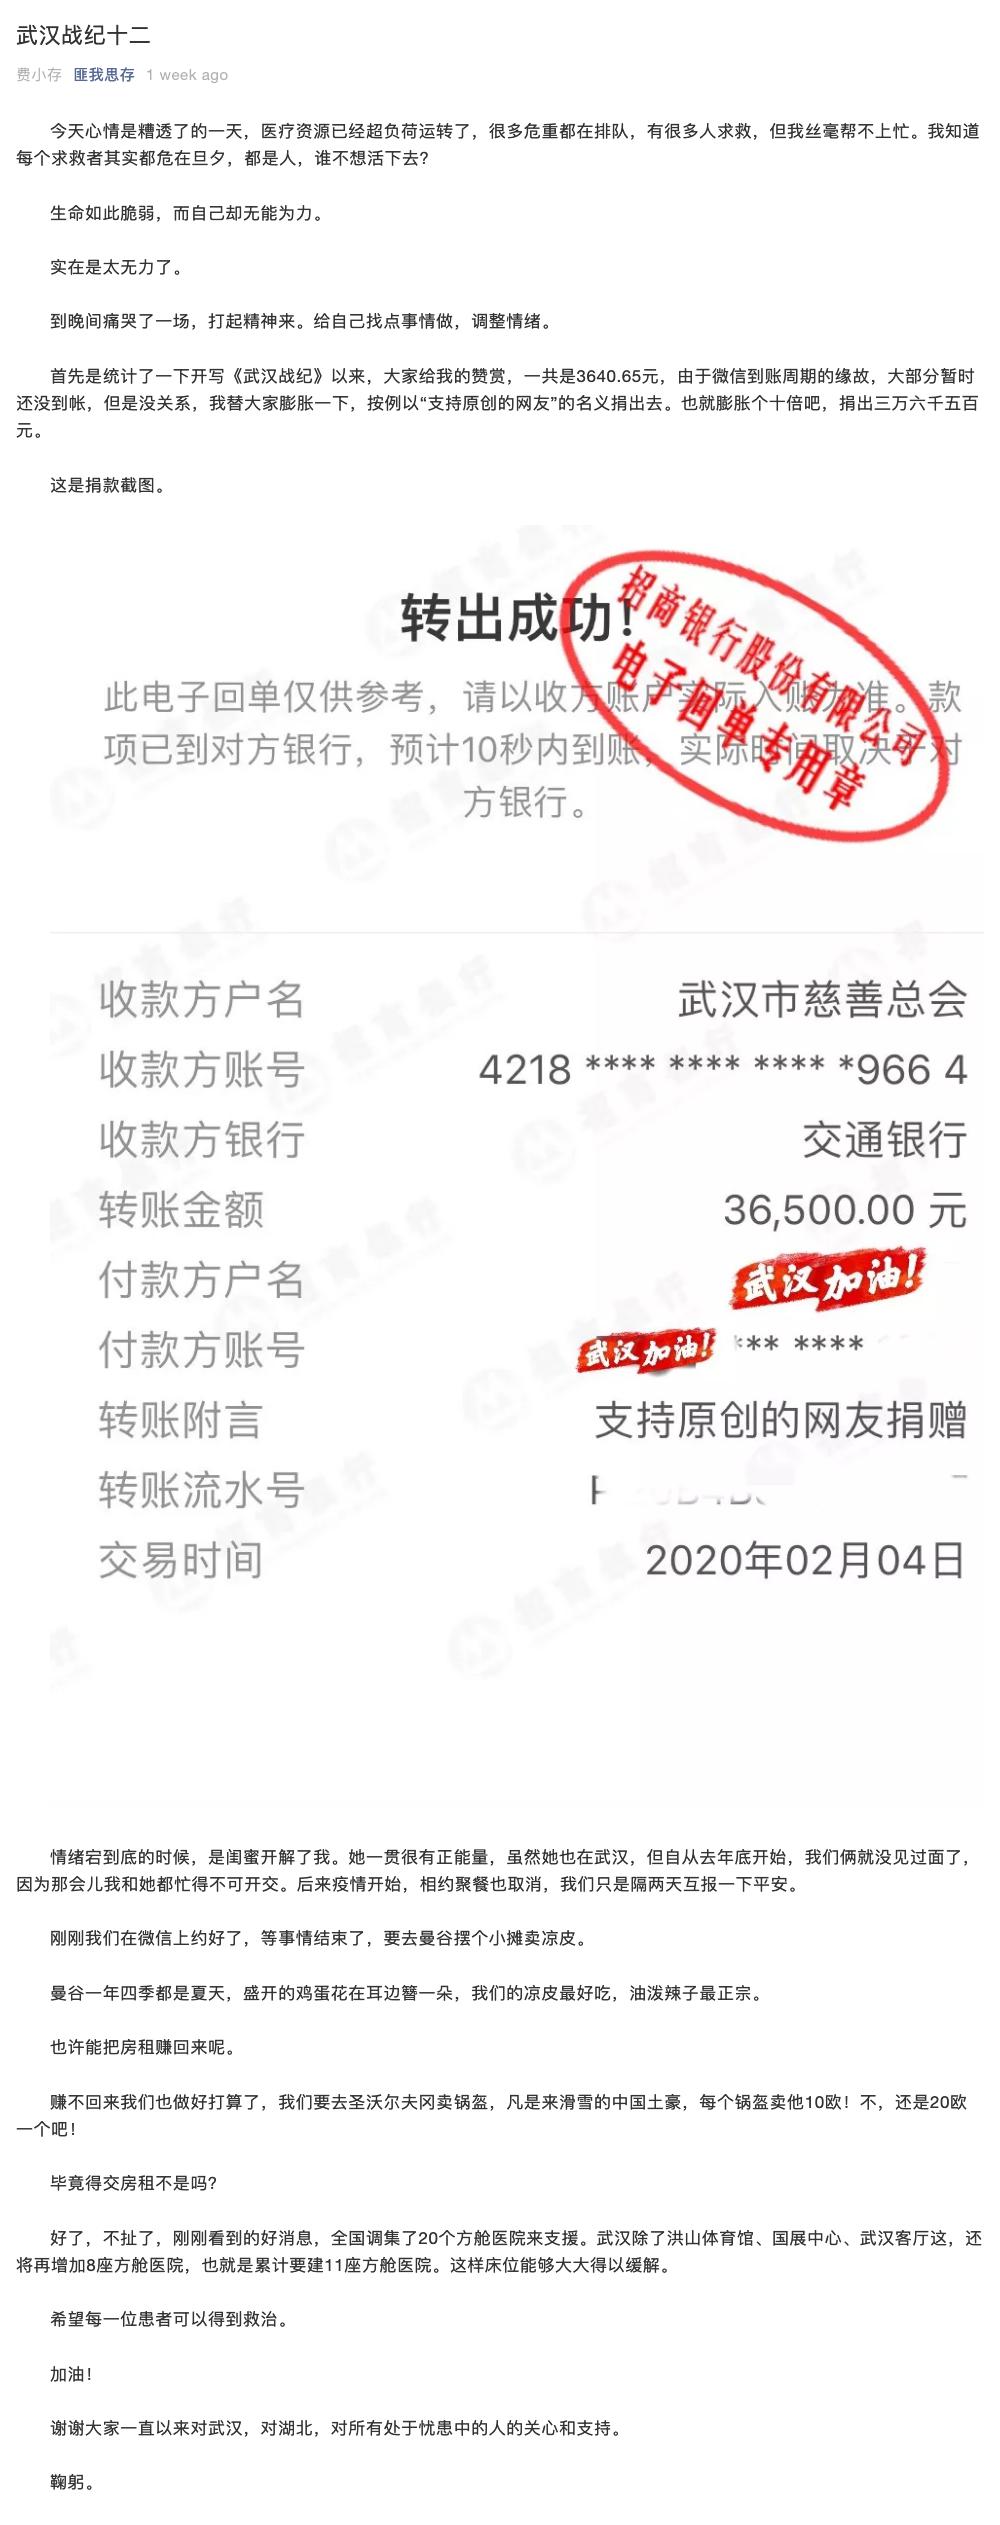 武汉战纪十二
费小存 匪我思存 1 week ago
今天心情是糟透了的一天，医疗资源已经超负荷运转了，很多危重都在排队，有很多人求救，但我丝毫帮不上忙。我知道
每个求救者其实都危在旦夕，都是人，谁不想活下去？
生命如此脆弱，而自己却无能为力。
实在是太无力了。
到晚间痛哭了一场，打起精神来。给自己找点事情做，调整情绪。
首先是统计了一下开写《武汉战纪》以来，大家给我的赞赏，一共是3640.65元，由于微信到账周期的缘故，大部分暂时
还没到帐，但是没关系，我替大家膨胀一下，按例以“支持原创的网友”的名义捐出去。也就膨胀个十倍吧，捐出三万六千五百
元。
这是捐款截图。
转出成功！
招商银行股份有限公司
电子回单专用章
此电子回单仅供参考，请以收方账户实际入账为准。款
项已到对方银行，预计10秒内到账，实际时间取决于对
方银行。
收款方户名 武汉市慈善总会
收款方账号 4218 **** **** **** *966 4
收款方银行 交通银行
转账金额 36,500.00 元
付款方户名 武汉加油！
付款方账号 武汉加油！ *** ****
转账附言 支持原创的网友捐赠
转账流水号
交易时间 2020年02月04日
情绪宕到底的时候，是闺蜜开解了我。她一贯很有正能量，虽然她也在武汉，但自从去年底开始，我们俩就没见过面了，
因为那会儿我和她都忙得不可开交。后来疫情开始，相约聚餐也取消，我们只是隔两天互报一下平安。
刚刚我们在微信上约好了，等事情结束了，要去曼谷摆个小摊卖凉皮。
曼谷一年四季都是夏天，盛开的鸡蛋花在耳边簪一朵，我们的凉皮最好吃，油泼辣子最正宗。
也许能把房租赚回来呢。
赚不回来我们也做好打算了，我们要去圣沃尔夫冈卖锅盔，凡是来滑雪的中国土豪，每个锅盔卖他10欧！不，还是20欧
一个吧！
毕竟得交房租不是吗？
好了，不扯了，刚刚看到的好消息，全国调集了20个方舱医院来支援。武汉除了洪山体育馆、国展中心、武汉客厅这，还
将再增加8座方舱医院，也就是累计要建11座方舱医院。这样床位能够大大得以缓解。
希望每一位患者可以得到救治。
加油！
谢谢大家一直以来对武汉，对湖北，对所有处于忧患中的人的关心和支持。
鞠躬。